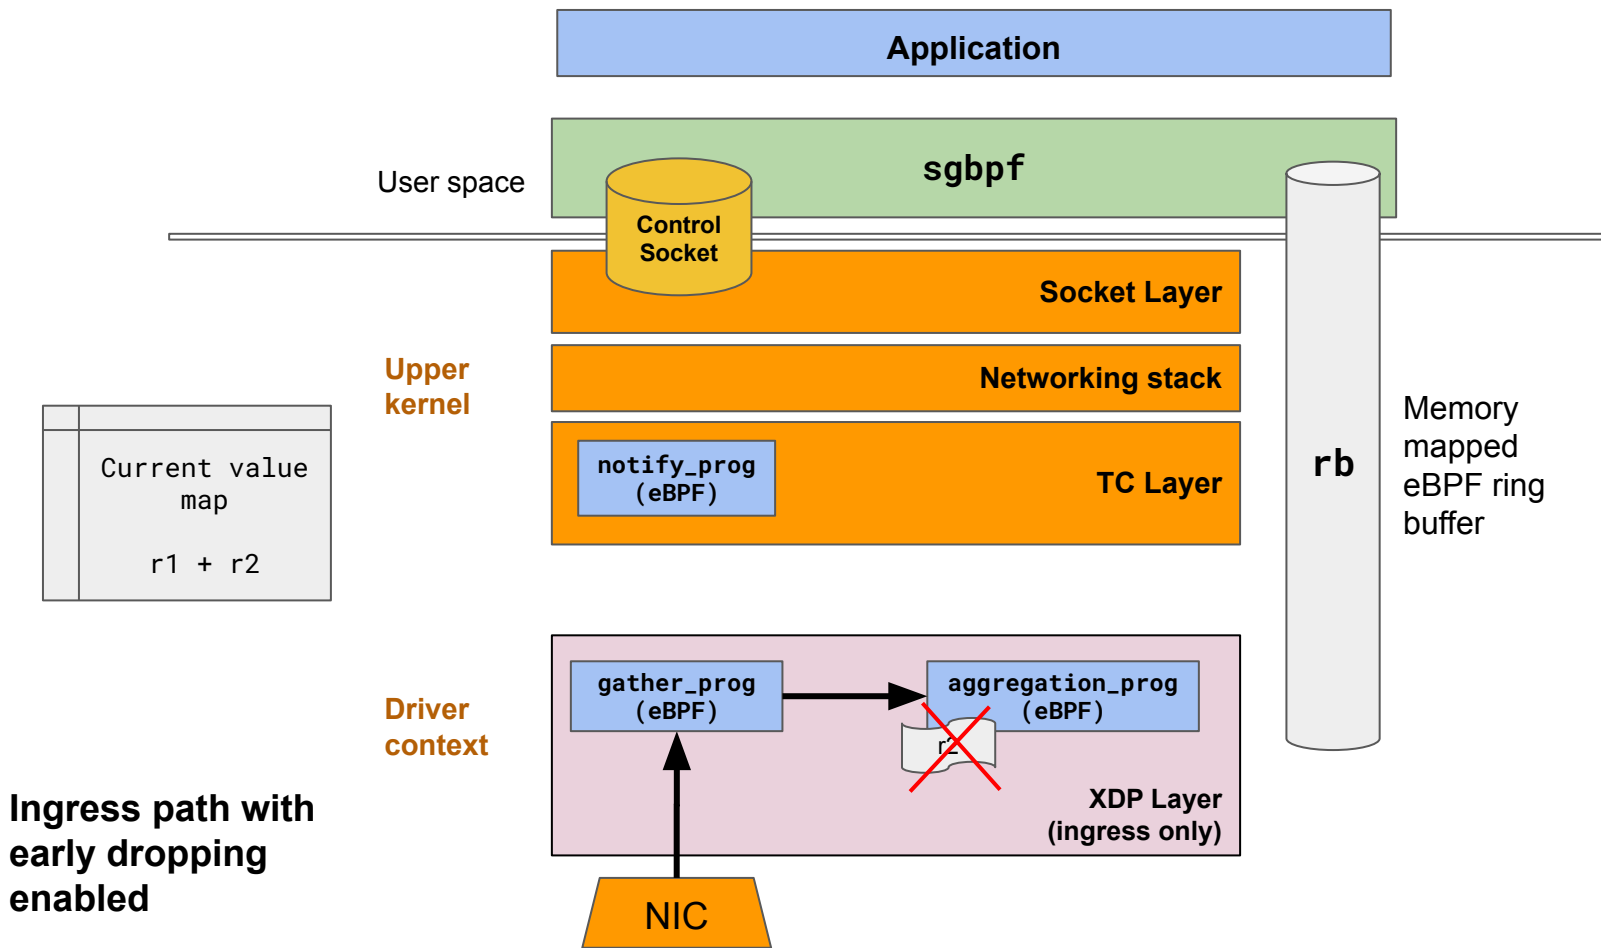 Application
sgbpf
User space
Control
Socket
Socket Layer
Upper
kernel
Networking stack
Current value
map
r1 + r2
notify_prog
(eBPF)
TC Layer
rb
Memory
mapped
eBPF ring
buffer
Driver
context
gather_prog
(eBPF)
aggregation_prog
(eBPF)
r2
XDP Layer
(ingress only)
Ingress path with
early dropping
enabled
NIC